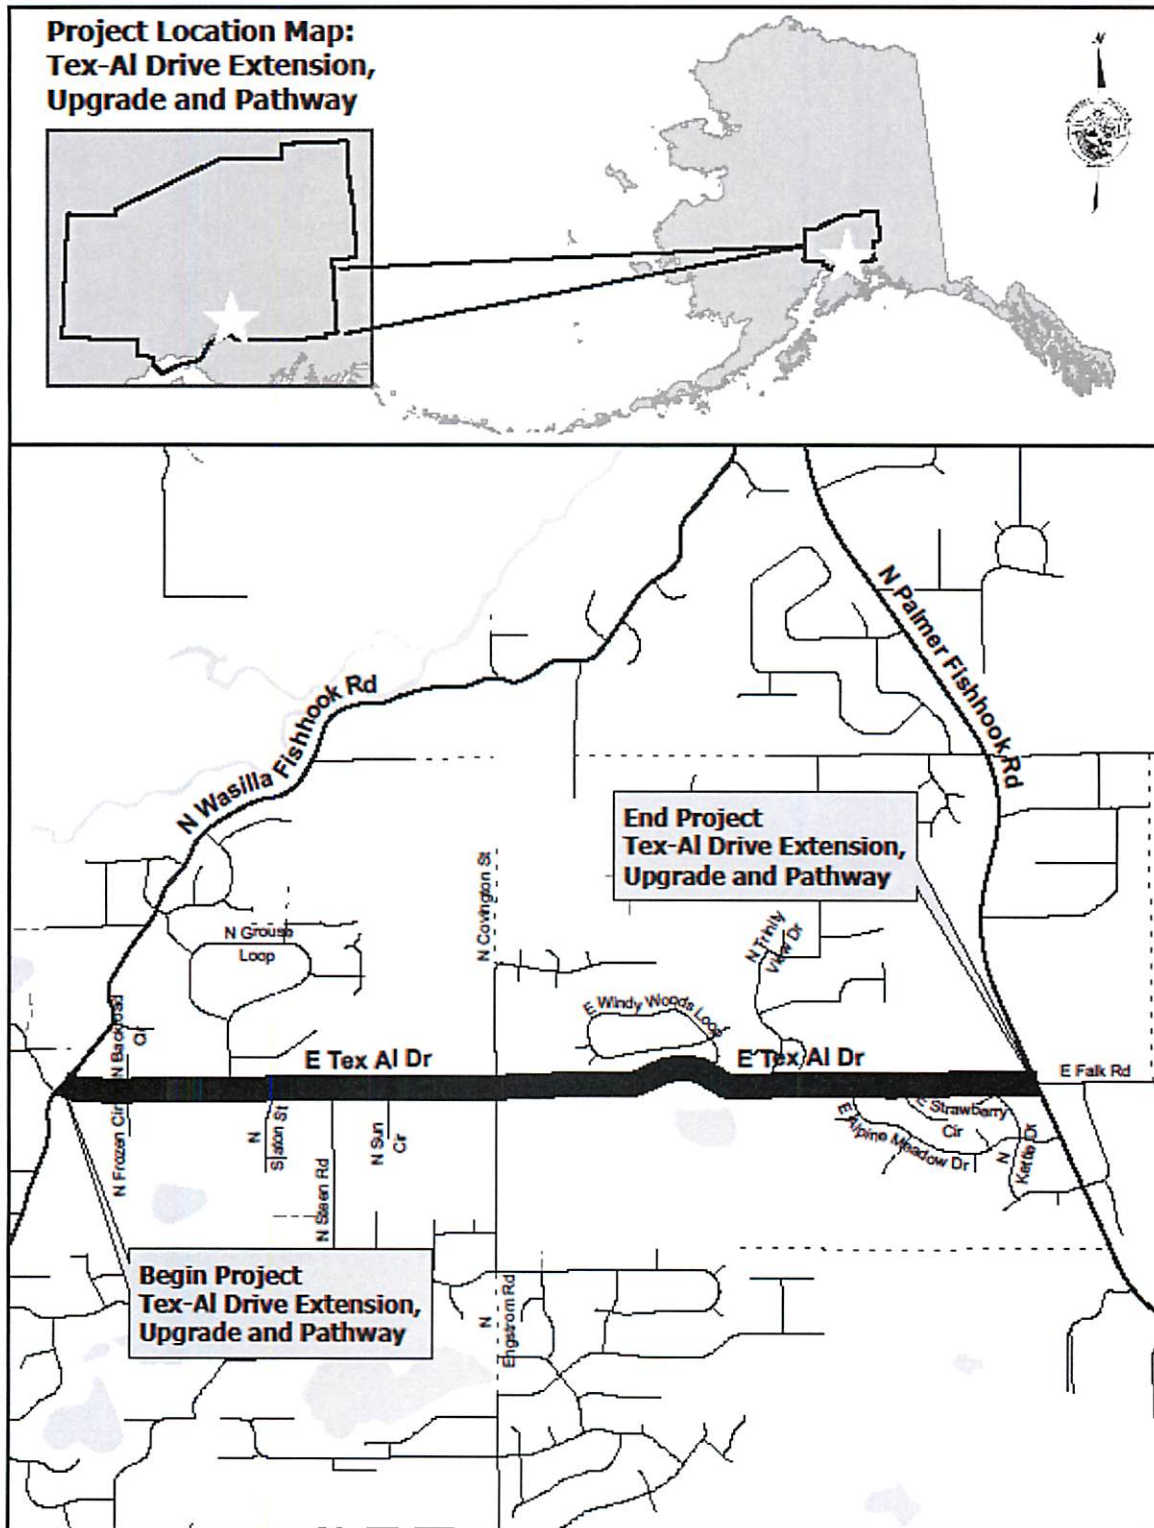 Project Location Map:
Tex-Al Drive Extension,
Upgrade and Pathway
N
N Palmer Fishhook Rd
N Wasilla Fishhook Rd
End Project
Tex-Al Drive Extension,
Upgrade and Pathway
N Covington St
N Trinity
View Dr
N Grouse
Loop
N Backroad
Cir
E Windy Woods Loop
E Tex Al Dr
E Tex Al Dr
E Falk Rd
N Frozen Cir
N
Slaton St
N Steen Rd
N Sun
Cir
E Strawberry
Cir
E Alpine Meadow Dr
N
Kettle Dr
Begin Project
Tex-Al Drive Extension,
Upgrade and Pathway
N
Engstrom Rd